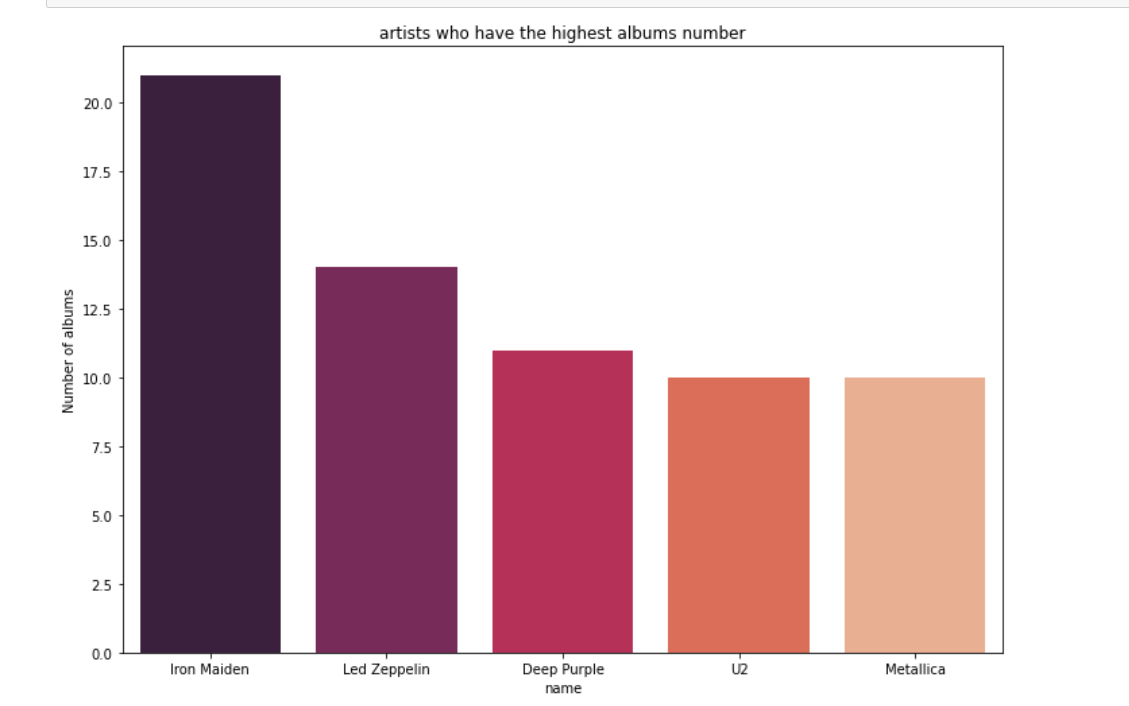 artists who have the highest albums number
20.0
17.5
15.0
12.5
10.0
7.5
5.0
2.5
0.0
Number of albums
Iron Maiden Led Zeppelin Deep Purple U2 Metallica
name